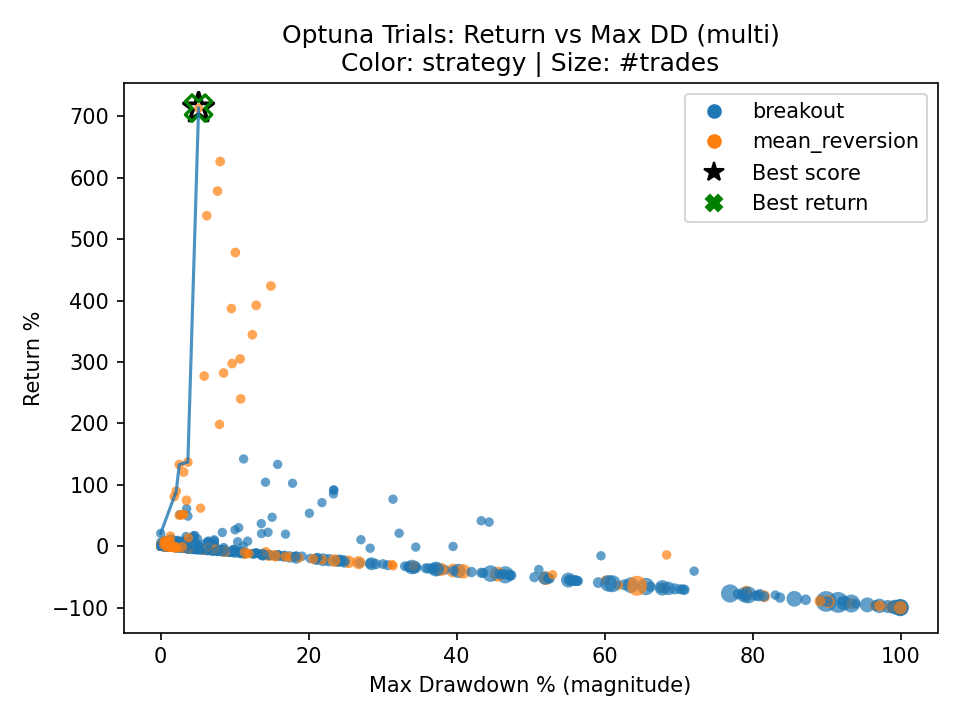 Optuna Trials: Return vs Max DD (multi)
Color: strategy | Size: #trades
breakout
mean_reversion
Best score
Best return
Return %
700
600
500
400
300
200
100
0
−100
0
20
40
60
80
100
Max Drawdown % (magnitude)